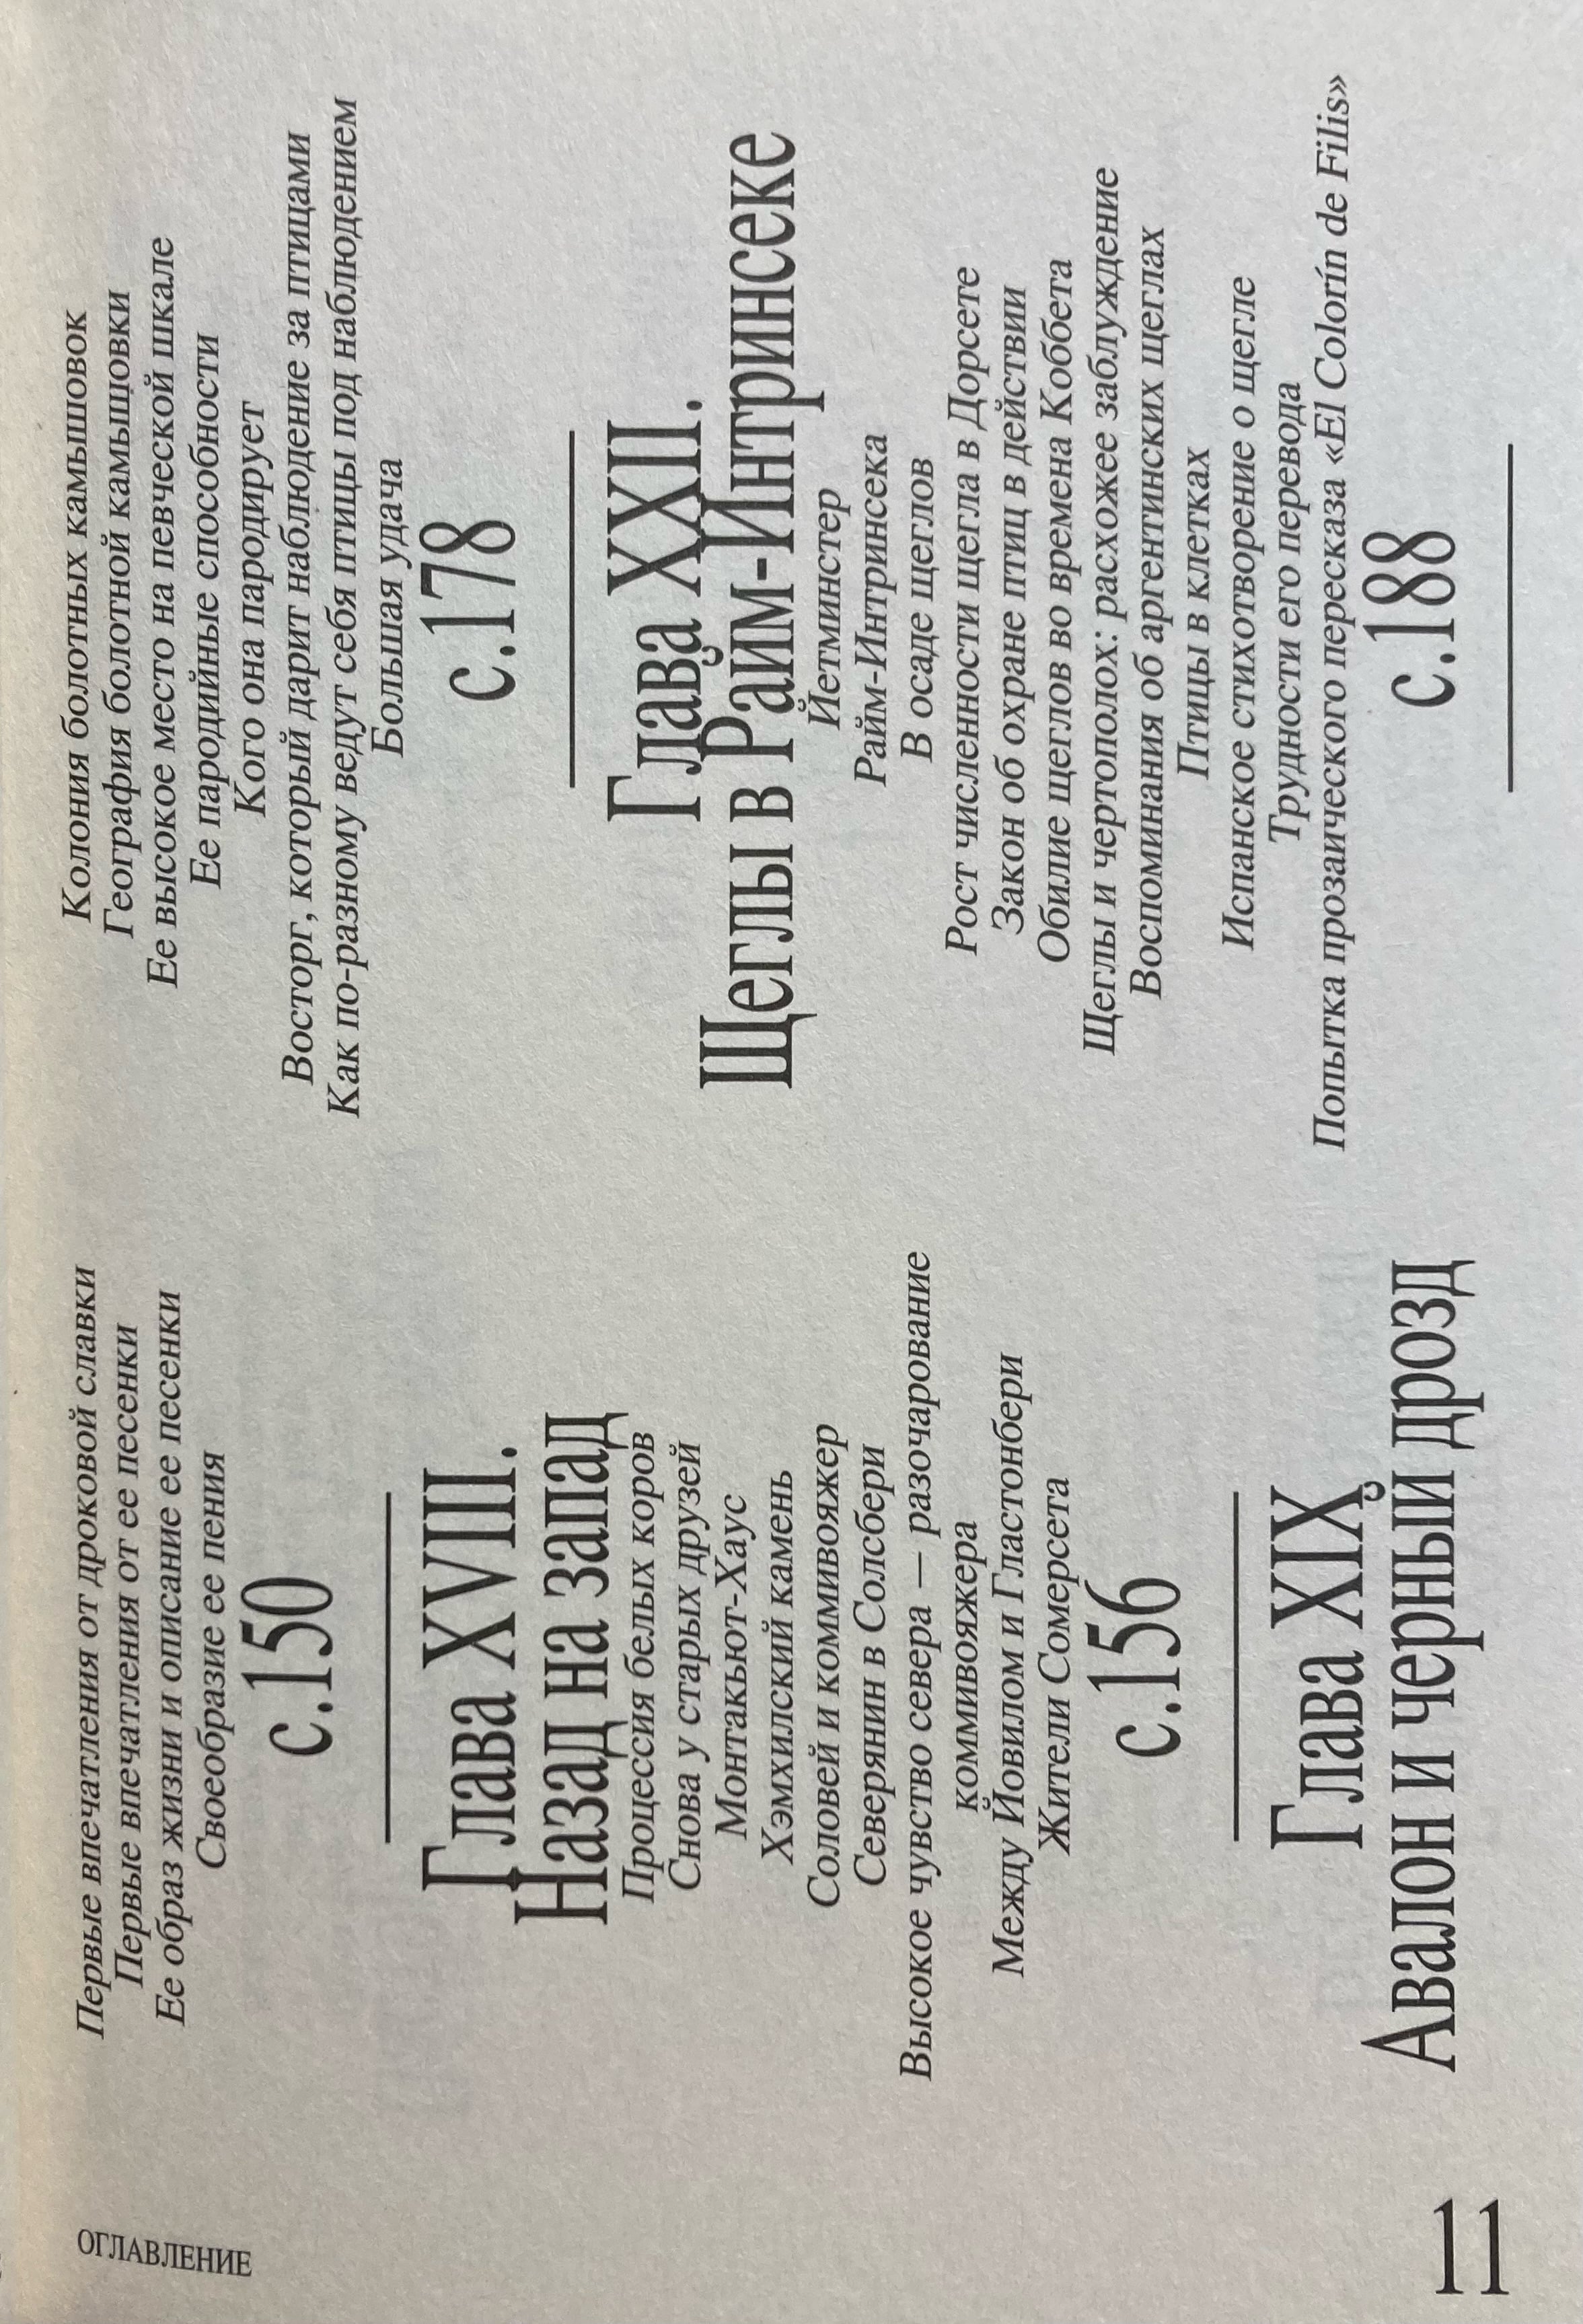 ОГЛАВЛЕНИЕ
Первые впечатления от дроковой славки
Первые впечатления от ее песенки
Ее образ жизни и описание ее песенки
Своеобразие ее пения
с.150
Глава XVIII.
Назад на запад
Процессия белых коров
Снова у старых друзей
Монтакьют-Хаус
Хэмхилский камень
Соловей и коммивояжер
Северянин в Солсбери
Высокое чувство севера — разочарование
коммивояжера
Между Йовилом и Гластонбери
Жители Сомерсета
с.156
Глава XIX
Авалон и черный дрозд
Колония болотных камышовок
География болотной камышовки
Ее высокое место на певческой шкале
Ее пародийные способности
Кого она пародирует
Восторг, который дарит наблюдение за птицами
Как по-разному ведут себя птицы под наблюдением
Большая удача
с.178
Глава XXII.
Щеглы в Райм-Интринсеке
Йетминстер
Райм-Интринсека
В осаде щеглов
Рост численности щегла в Дорсете
Закон об охране птиц в действии
Обилие щеглов во времена Коббета
Щеглы и чертополох: расхожее заблуждение
Воспоминания об аргентинских щеглах
Птицы в клетках
Испанское стихотворение о щегле
Трудности его перевода
Попытка прозаического пересказа «El Colorín de Filis»
с.188
11